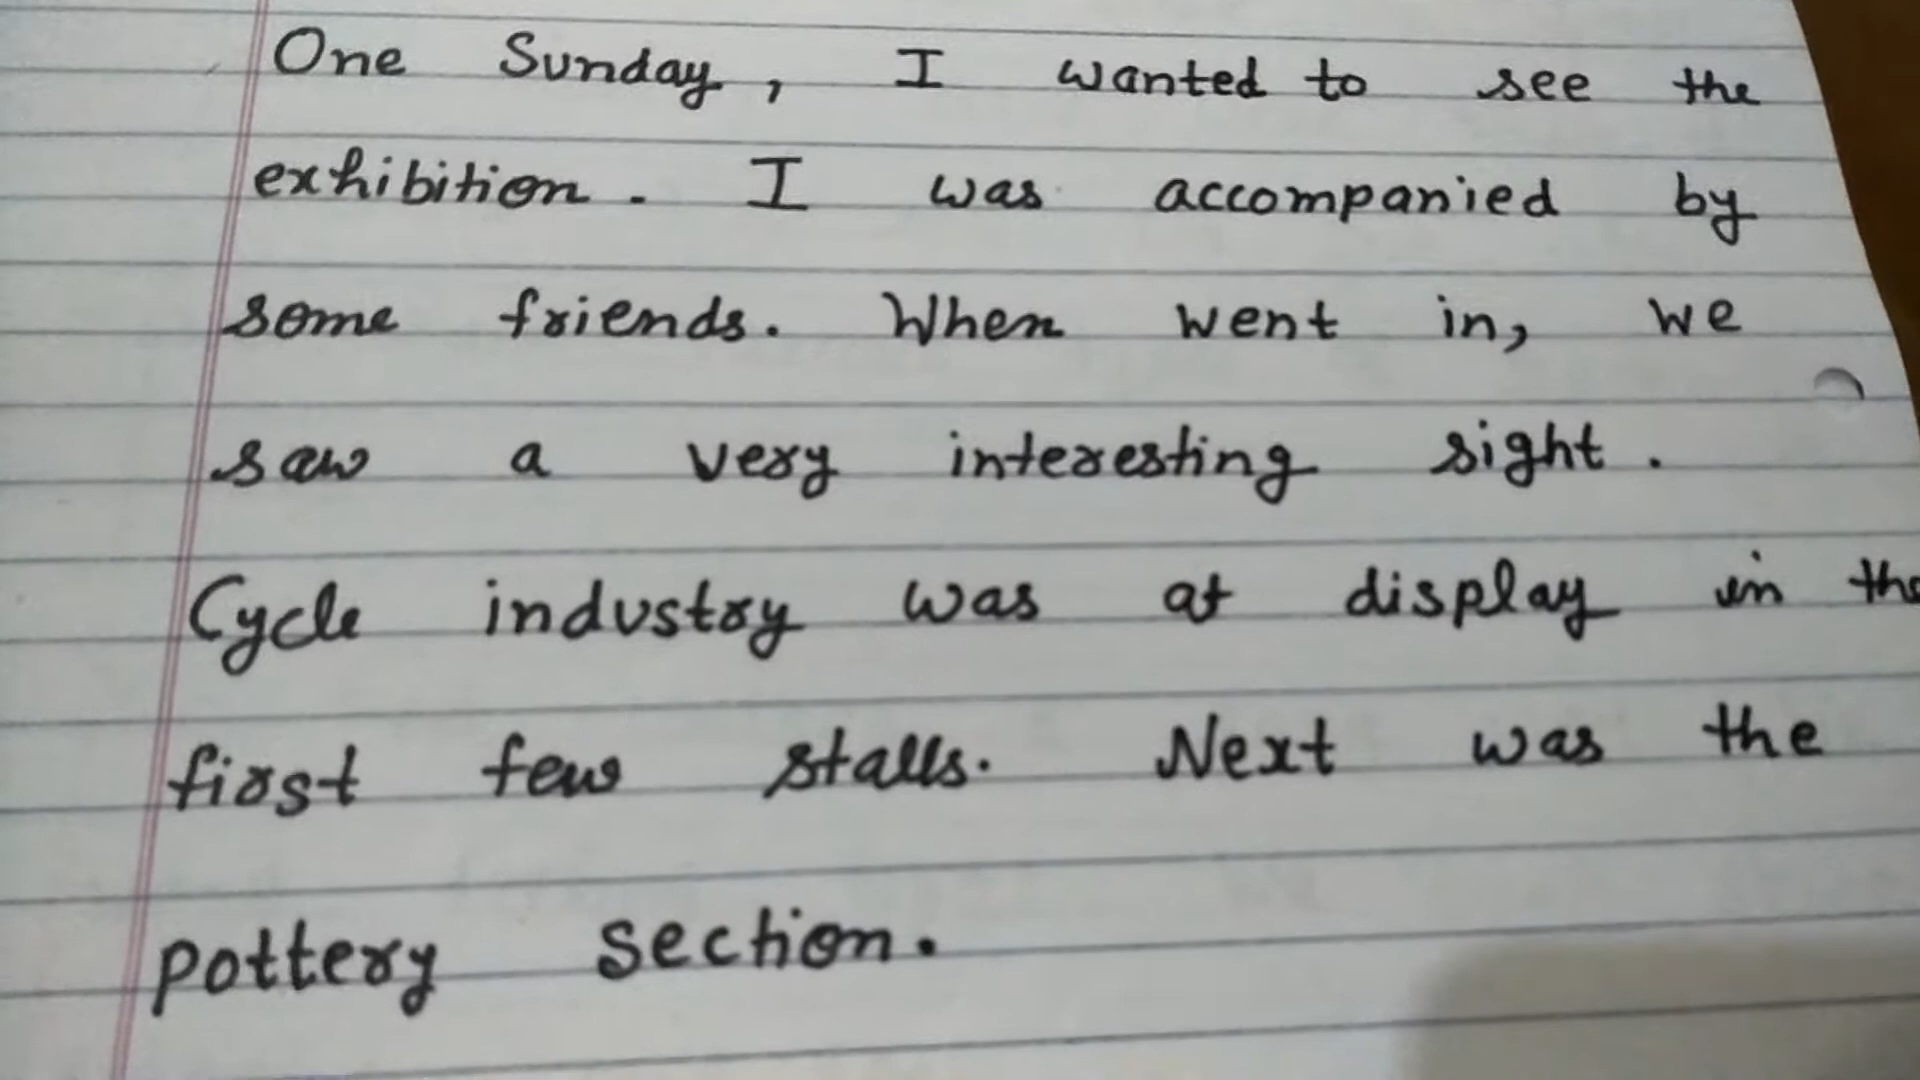 One Sunday, I wanted to see the
exhibition. I was accompanied by
some friends. When went in, we
saw a very interesting sight.
Cycle industry was at display in the
first few stalls. Next was the
pottery section.